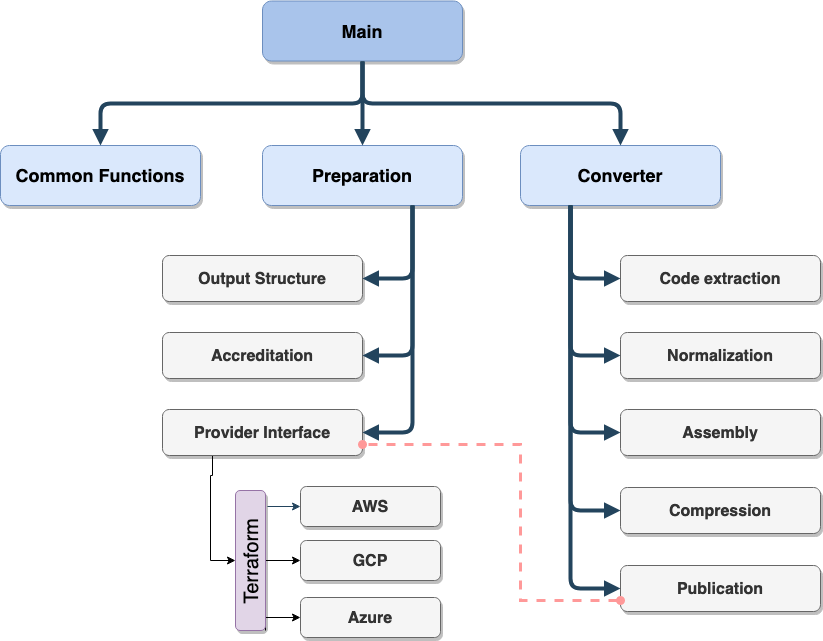 Main
Common Functions
Preparation
Converter
Output Structure
Code extraction
Accreditation
Normalization
Provider Interface
Assembly
Terraform
AWS
Compression
GCP
Publication
Azure